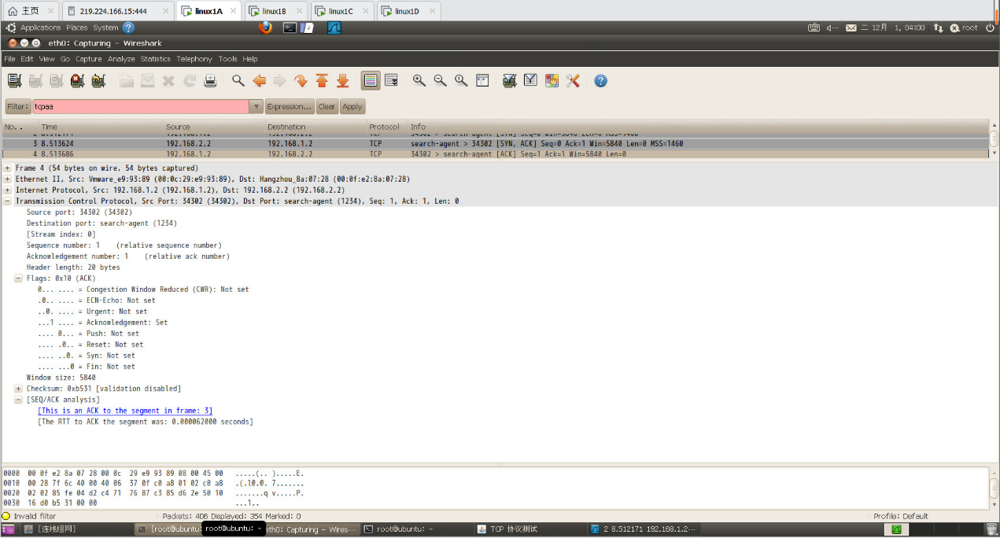 主页 219.224.166.15:444 linux1A linux1B linux1C linux1D
Applications Places System 二 12月 1, 04:00 root
eth0: Capturing - Wireshark
File Edit View Go Capture Analyze Statistics Telephony Tools Help
Filter: tcpaa Expression... Clear Apply
No. . Time Source Destination Protocol Info
2 8.512171 192.168.1.2 192.168.2.2 TCP 34302 > search-agent [SYN] Seq=0 Win=5840 Len=0 MSS=1460
3 8.513624 192.168.2.2 192.168.1.2 TCP search-agent > 34302 [SYN, ACK] Seq=0 Ack=1 Win=5840 Len=0 MSS=1460
4 8.513686 192.168.1.2 192.168.2.2 TCP 34302 > search-agent [ACK] Seq=1 Ack=1 Win=5840 Len=0
Frame 4 (54 bytes on wire, 54 bytes captured)
Ethernet II, Src: Vmware_e9:93:89 (00:0c:29:e9:93:89), Dst: Hangzhou_8a:07:28 (00:0f:e2:8a:07:28)
Internet Protocol, Src: 192.168.1.2 (192.168.1.2), Dst: 192.168.2.2 (192.168.2.2)
Transmission Control Protocol, Src Port: 34302 (34302), Dst Port: search-agent (1234), Seq: 1, Ack: 1, Len: 0
Source port: 34302 (34302)
Destination port: search-agent (1234)
[Stream index: 0]
Sequence number: 1 (relative sequence number)
Acknowledgement number: 1 (relative ack number)
Header length: 20 bytes
Flags: 0x10 (ACK)
0... .... = Congestion Window Reduced (CWR): Not set
.0.. .... = ECN-Echo: Not set
..0. .... = Urgent: Not set
...1 .... = Acknowledgement: Set
.... 0... = Push: Not set
.... .0.. = Reset: Not set
.... ..0. = Syn: Not set
.... ...0 = Fin: Not set
Window size: 5840
Checksum: 0xb531 [validation disabled]
[SEQ/ACK analysis]
[This is an ACK to the segment in frame: 3]
[The RTT to ACK the segment was: 0.000062000 seconds]
0000 00 0f e2 8a 07 28 00 0c 29 e9 93 89 08 00 45 00 .....(.. ).....E.
0010 00 28 7f 6c 40 00 40 06 37 0f c0 a8 01 02 c0 a8 .(.l@.@. 7.......
0020 02 02 85 fe 04 d2 c4 71 76 87 c3 85 d6 2e 50 10 .......q v.....P.
0030 16 d0 b5 31 00 00 ...1..
Invalid filter Packets: 406 Displayed: 354 Marked: 0 Profile: Default
[连线组网] [root@ubuntu: root@ubuntu: ~ eth0: Capturing - Wires... root@ubuntu: ~ TCP 协议测试 2 8.512171 192.168.1.2...